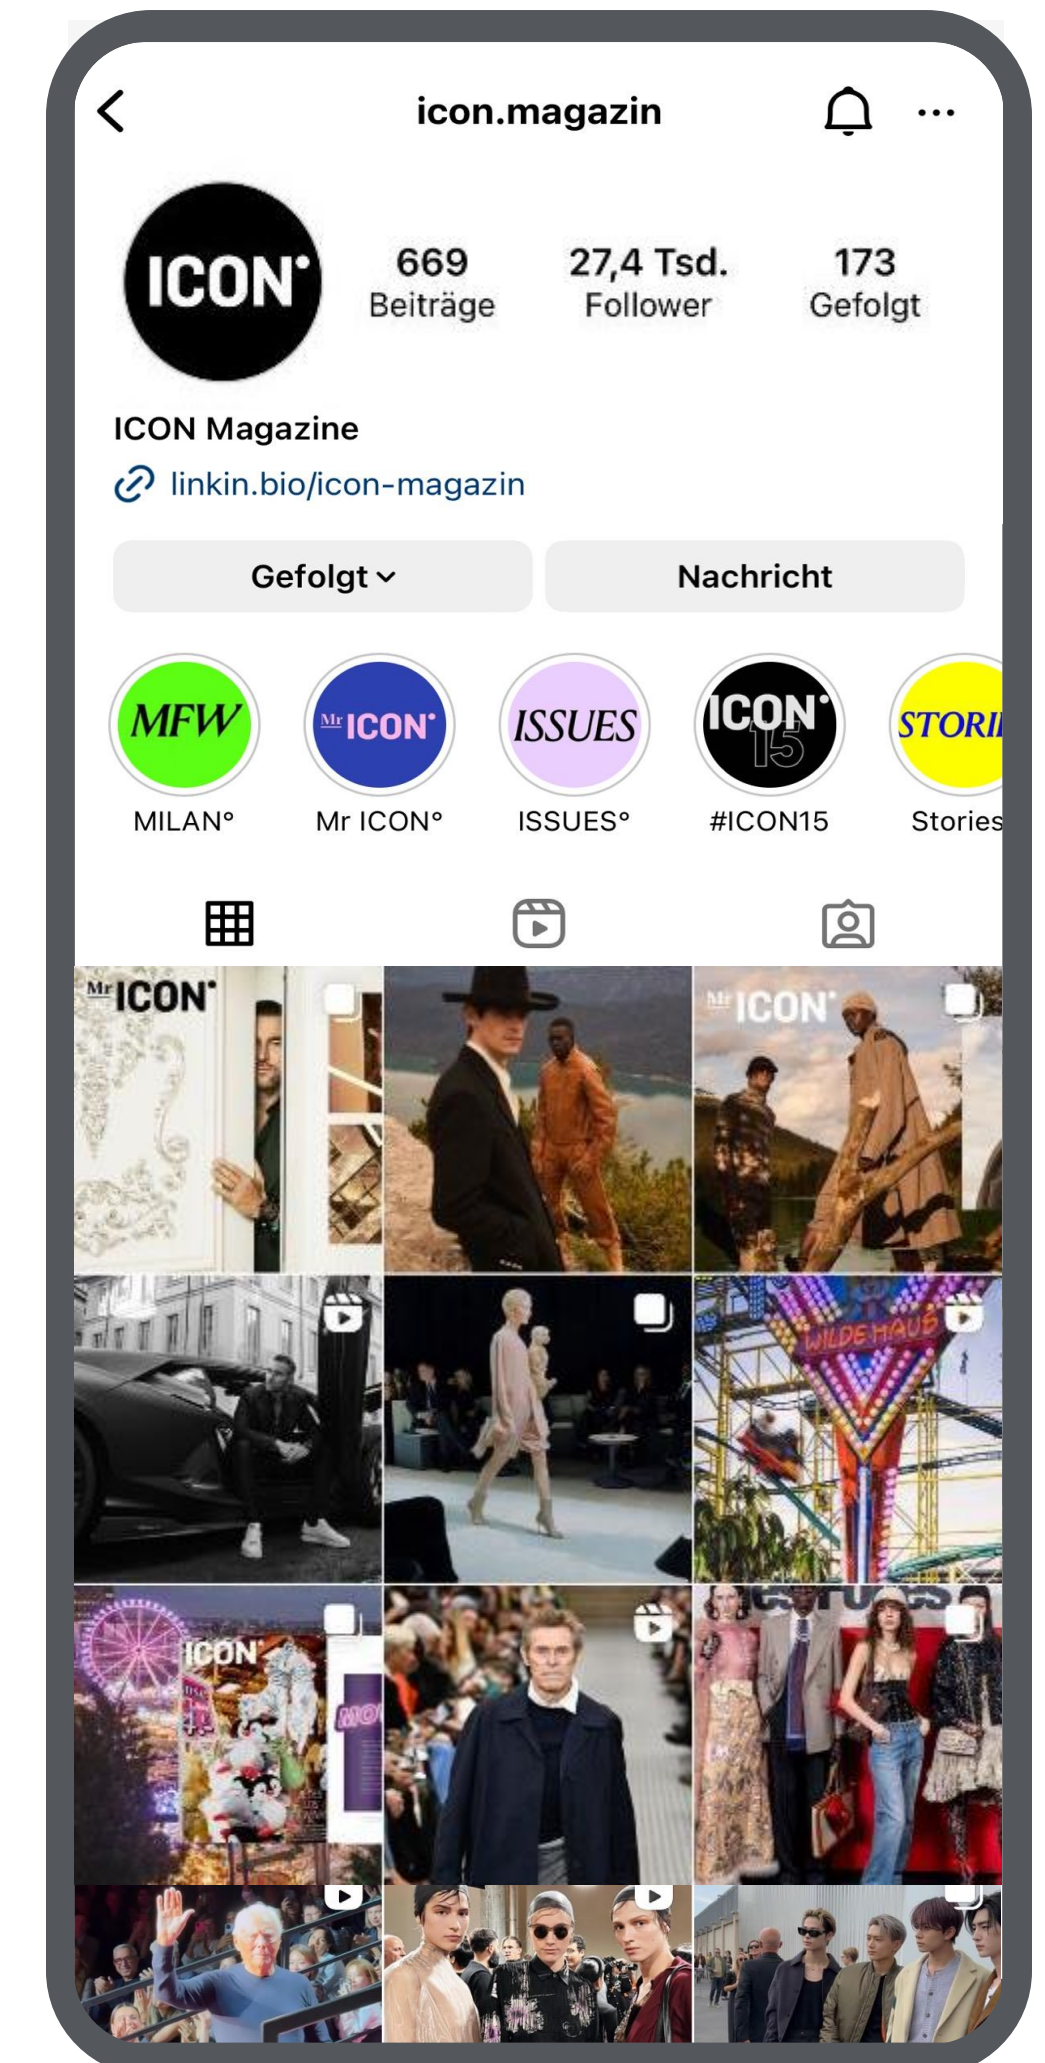 icon.magazin
ICON°
669
Beiträge
27,4 Tsd.
Follower
173
Gefolgt
ICON Magazine
linkin.bio/icon-magazin
Gefolgt
Nachricht
MFW
Mr ICON°
ISSUES
ICON°
15
STORI
MILAN°
Mr ICON°
ISSUES°
#ICON15
Stories
Mr ICON°
Mr ICON°
WILDE HAUS
ICON°
MO